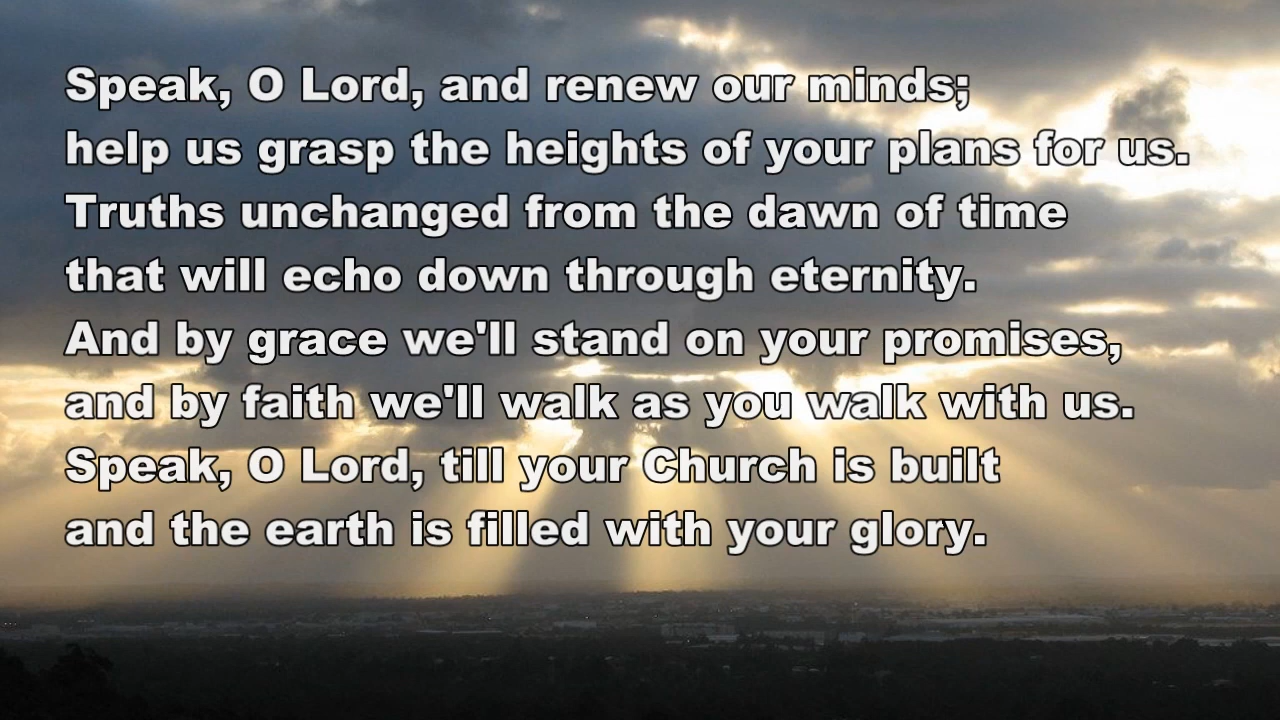 Speak, O Lord, and renew our minds;
help us grasp the heights of your plans for us.
Truths unchanged from the dawn of time
that will echo down through eternity.
And by grace we'll stand on your promises,
and by faith we'll walk as you walk with us.
Speak, O Lord, till your Church is built
and the earth is filled with your glory.